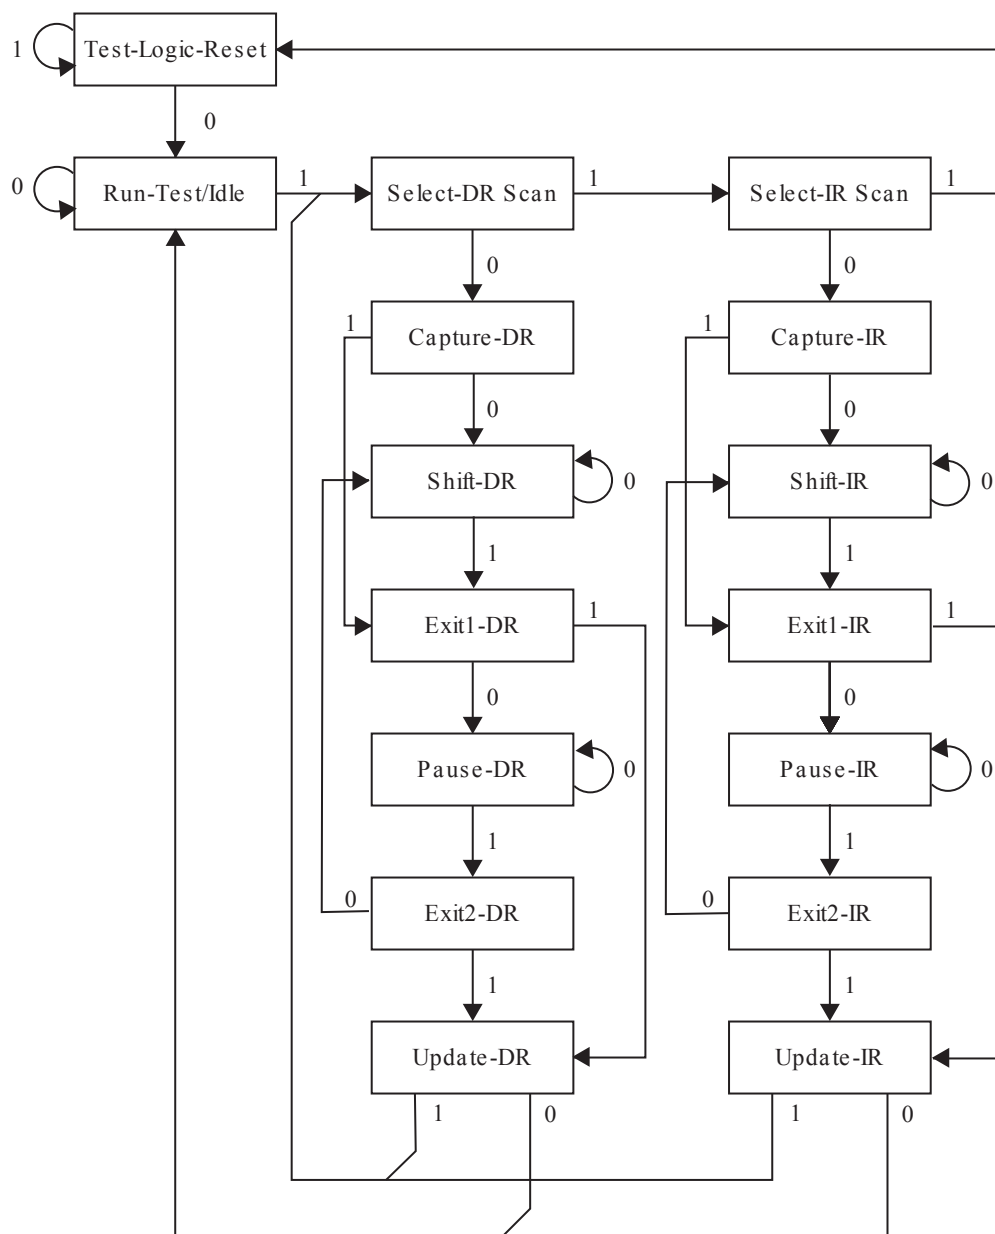 1 Test-Logic-Reset
0
0 Run-Test/Idle 1 Select-DR Scan 1 Select-IR Scan 1
0 0
1 Capture-DR 1 Capture-IR
0 0
Shift-DR 0 Shift-IR 0
1 1
Exit1-DR 1 Exit1-IR 1
0 0
Pause-DR 0 Pause-IR 0
1 1
0 Exit2-DR 0 Exit2-IR
1 1
Update-DR Update-IR
1 0 1 0